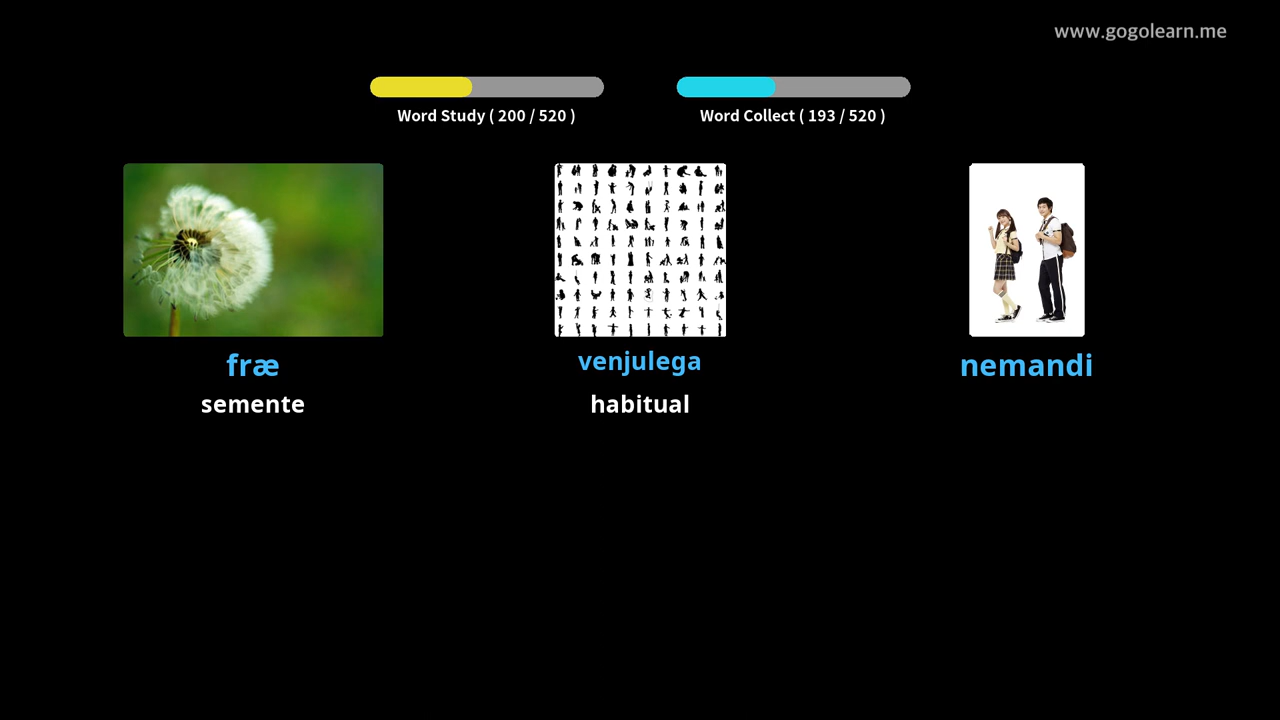 www.gogolearn.me
Word Study ( 200 / 520 )
Word Collect ( 193 / 520 )
fræ
venjulega
nemandi
semente
habitual